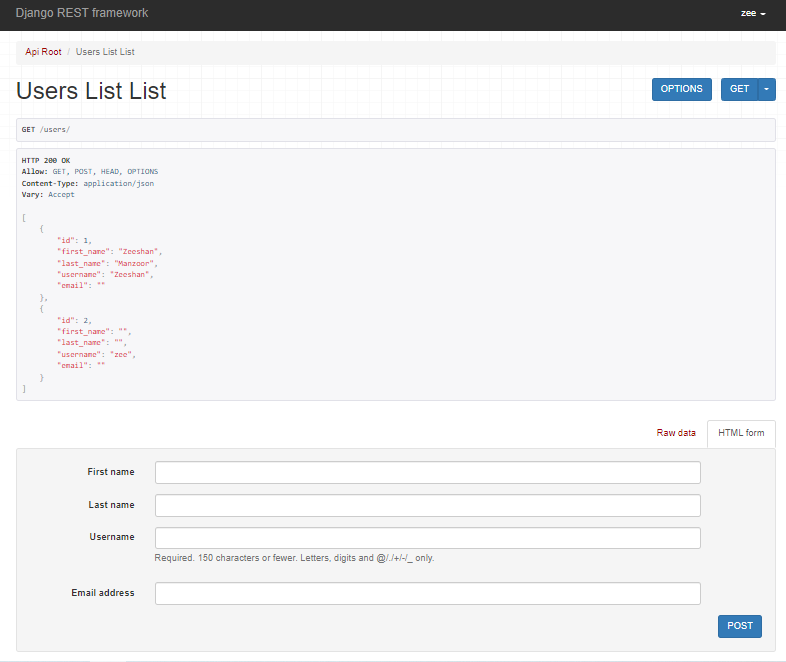 Django REST framework
zee
Api Root / Users List List
Users List List
OPTIONS
GET
GET /users/
HTTP 200 OK
Allow: GET, POST, HEAD, OPTIONS
Content-Type: application/json
Vary: Accept
[
    {
        "id": 1,
        "first_name": "Zeeshan",
        "last_name": "Manzoor",
        "username": "Zeeshan",
        "email": ""
    },
    {
        "id": 2,
        "first_name": "",
        "last_name": "",
        "username": "zee",
        "email": ""
    }
]
Raw data
HTML form
First name
Last name
Username
Required. 150 characters or fewer. Letters, digits and @/./+/-/_ only.
Email address
POST